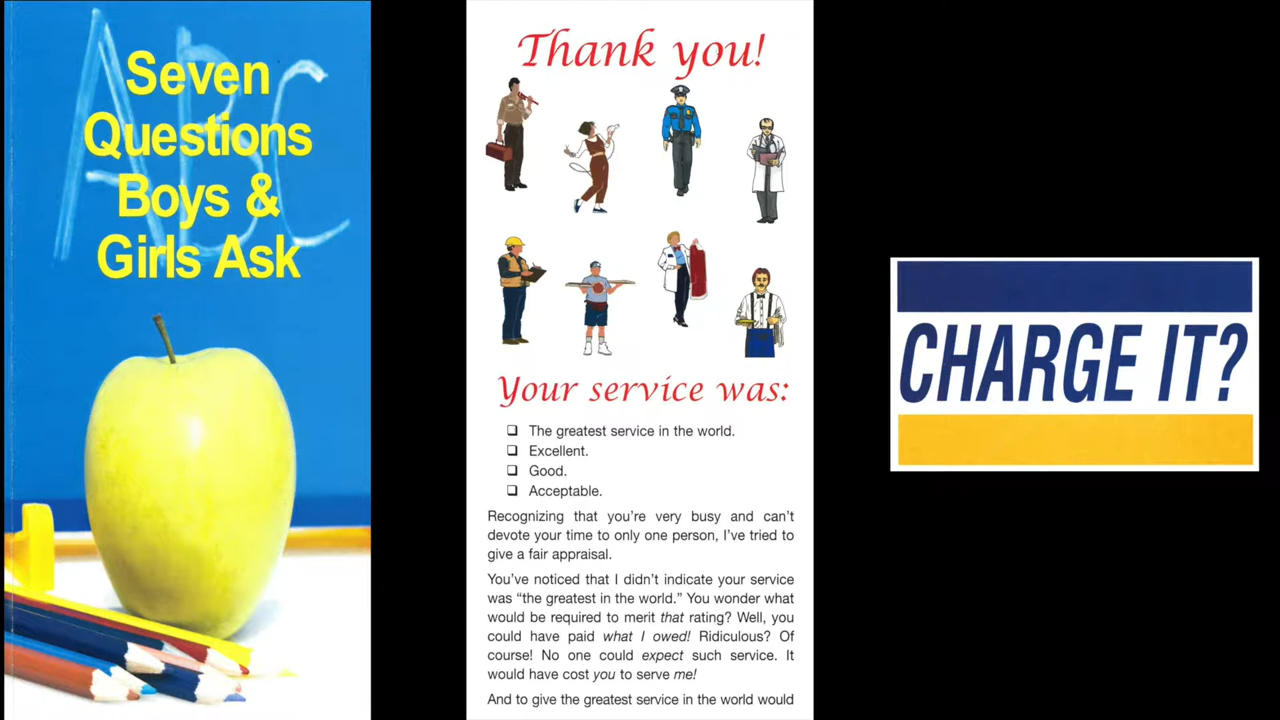 ABC
Seven
Questions
Boys &
Girls Ask
Thank you!
Your service was:
❑ The greatest service in the world.
❑ Excellent.
❑ Good.
❑ Acceptable.
Recognizing that you're very busy and can't
devote your time to only one person, I've tried to
give a fair appraisal.
You've noticed that I didn't indicate your service
was “the greatest in the world.” You wonder what
would be required to merit that rating? Well, you
could have paid what I owed! Ridiculous? Of
course! No one could expect such service. It
would have cost you to serve me!
And to give the greatest service in the world would
CHARGE IT?